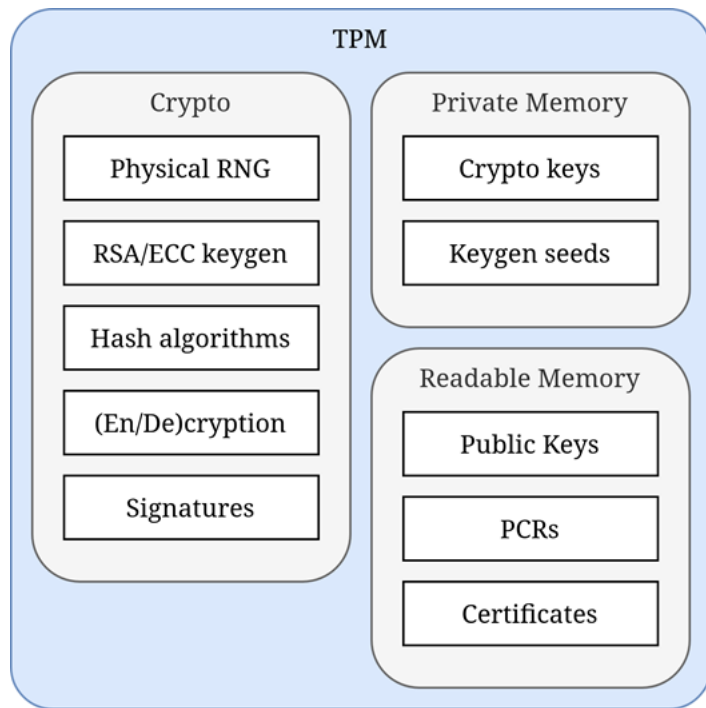 TPM
Crypto
Physical RNG
RSA/ECC keygen
Hash algorithms
(En/De)cryption
Signatures
Private Memory
Crypto keys
Keygen seeds
Readable Memory
Public Keys
PCRs
Certificates